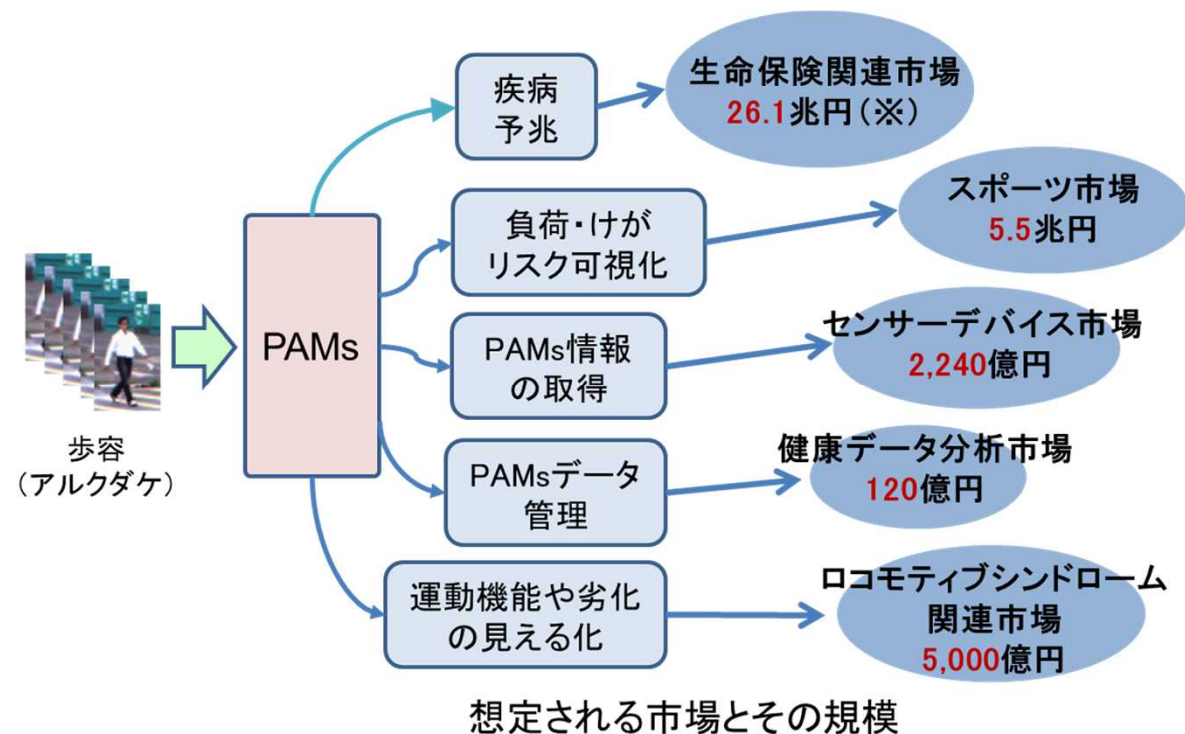 疾病
予兆
生命保険関連市場
26.1兆円(※)
負荷・けが
リスク可視化
スポーツ市場
5.5兆円
歩容
(アルクダケ)
PAMs
PAMs情報
の取得
センサーデバイス市場
2,240億円
PAMsデータ
管理
健康データ分析市場
120億円
運動機能や劣化
の見える化
ロコモティブシンドローム
関連市場
5,000億円
想定される市場とその規模